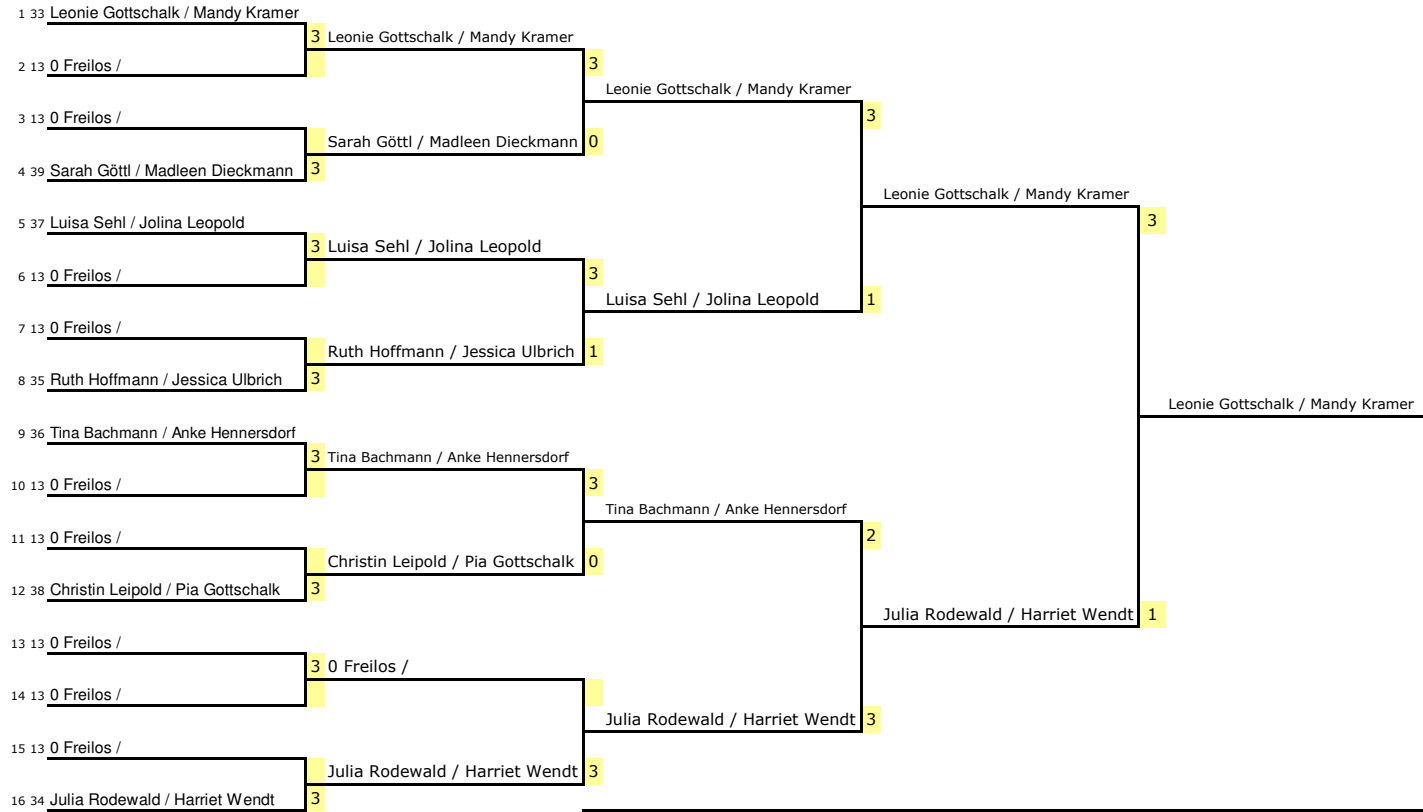 1 33 Leonie Gottschalk / Mandy Kramer
3 Leonie Gottschalk / Mandy Kramer
2 13 0 Freilos /
3
Leonie Gottschalk / Mandy Kramer
3 13 0 Freilos /
3
Sarah Göttl / Madleen Dieckmann 0
4 39 Sarah Göttl / Madleen Dieckmann 3
Leonie Gottschalk / Mandy Kramer
5 37 Luisa Sehl / Jolina Leopold
3
3 Luisa Sehl / Jolina Leopold
6 13 0 Freilos /
3
Luisa Sehl / Jolina Leopold 1
7 13 0 Freilos /
Ruth Hoffmann / Jessica Ulbrich 1
8 35 Ruth Hoffmann / Jessica Ulbrich 3
Leonie Gottschalk / Mandy Kramer
9 36 Tina Bachmann / Anke Hennersdorf
3 Tina Bachmann / Anke Hennersdorf
10 13 0 Freilos /
3
Tina Bachmann / Anke Hennersdorf
11 13 0 Freilos /
2
Christin Leipold / Pia Gottschalk 0
12 38 Christin Leipold / Pia Gottschalk 3
Julia Rodewald / Harriet Wendt 1
13 13 0 Freilos /
3 0 Freilos /
14 13 0 Freilos /
Julia Rodewald / Harriet Wendt 3
15 13 0 Freilos /
Julia Rodewald / Harriet Wendt 3
16 34 Julia Rodewald / Harriet Wendt 3